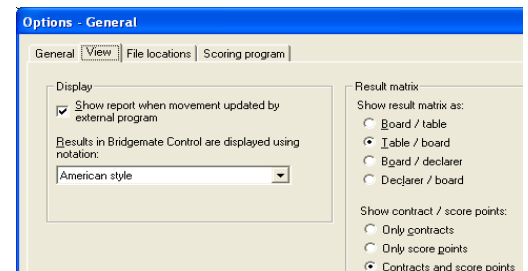 Options - General
General View File locations Scoring program
Display
Show report when movement updated by
external program
Results in Bridgemate Control are displayed using
notation:
American style
Result matrix
Show result matrix as:
Board / table
Table / board
Board / declarer
Declarer / board
Show contract / score points:
Only contracts
Only score points
Contracts and score points